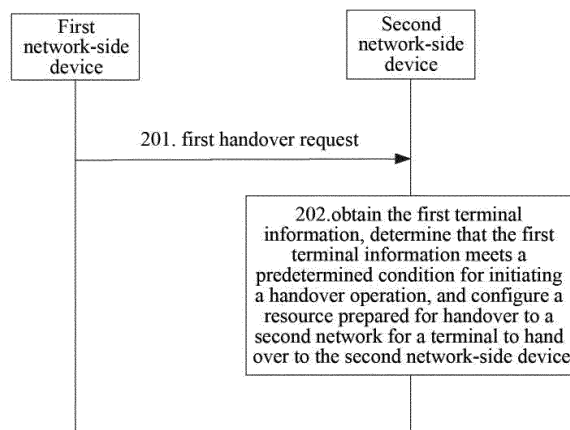 First
network-side
device
Second
network-side
device
201. first handover request
202.obtain the first terminal
information, determine that the first
terminal information meets a
predetermined condition for initiating
a handover operation, and configure a
resource prepared for handover to a
second network for a terminal to hand
over to the second network-side device